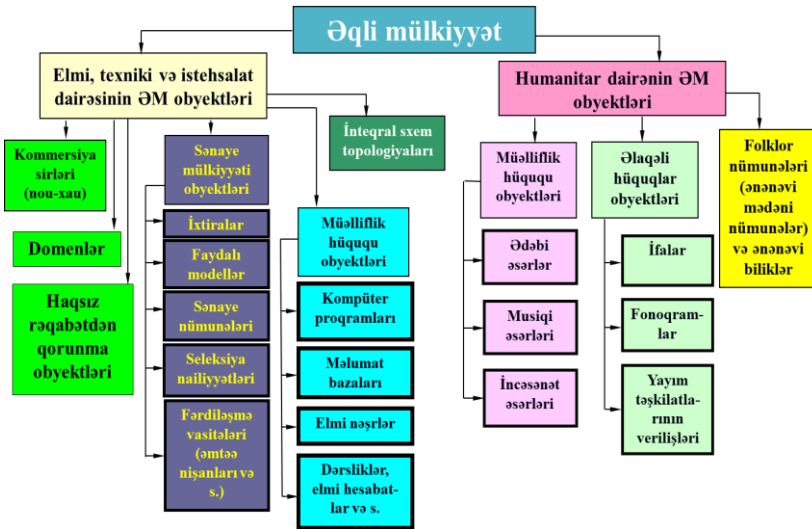 Əqli mülkiyyət
Elmi, texniki və istehsalat
dairəsinin ƏM obyektləri
Humanitar dairənin ƏM
obyektləri
Kommersiya
sirləri
(nou-xau)
Domenlər
Haqsız
rəqabətdən
qorunma
obyektləri
Sənaye
mülkiyyəti
obyektləri
İxtiralar
Faydalı
modellər
Sənaye
nümunələri
Seleksiya
nailiyyətləri
Fərdiləşmə
vasitələri
(əmtəə
nişanları və
s.)
Müəlliflik
hüququ
obyektləri
Kompüter
proqramları
Məlumat
bazaları
Elmi nəşrlər
Dərsliklər,
elmi hesabat-
lar və s.
İnteqral sxem
topologiyaları
Müəlliflik
hüququ
obyektləri
Ədəbi
əsərlər
Musiqi
əsərləri
İncəsənət
əsərləri
Əlaqəli
hüquqlar
obyektləri
İfalar
Fonoqram-
lar
Yayım
təşkilatla-
rının
verilişləri
Folklor
nümunələri
(ənənəvi
mədəni
nümunələr)
və ənənəvi
biliklər